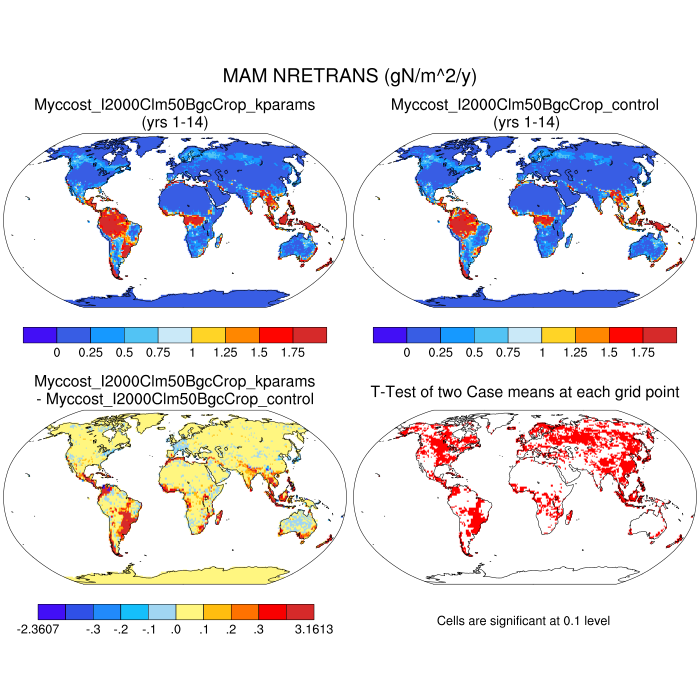 MAM NRETRANS (gN/m^2/y)
Myccost_I2000Clm50BgcCrop_kparams
(yrs 1-14)
Myccost_I2000Clm50BgcCrop_control
(yrs 1-14)
0 0.25 0.5 0.75 1 1.25 1.5 1.75
0 0.25 0.5 0.75 1 1.25 1.5 1.75
Myccost_I2000Clm50BgcCrop_kparams
- Myccost_I2000Clm50BgcCrop_control
T-Test of two Case means at each grid point
-2.3607 -.3 -.2 -.1 .0 .1 .2 .3 3.1613
Cells are significant at 0.1 level